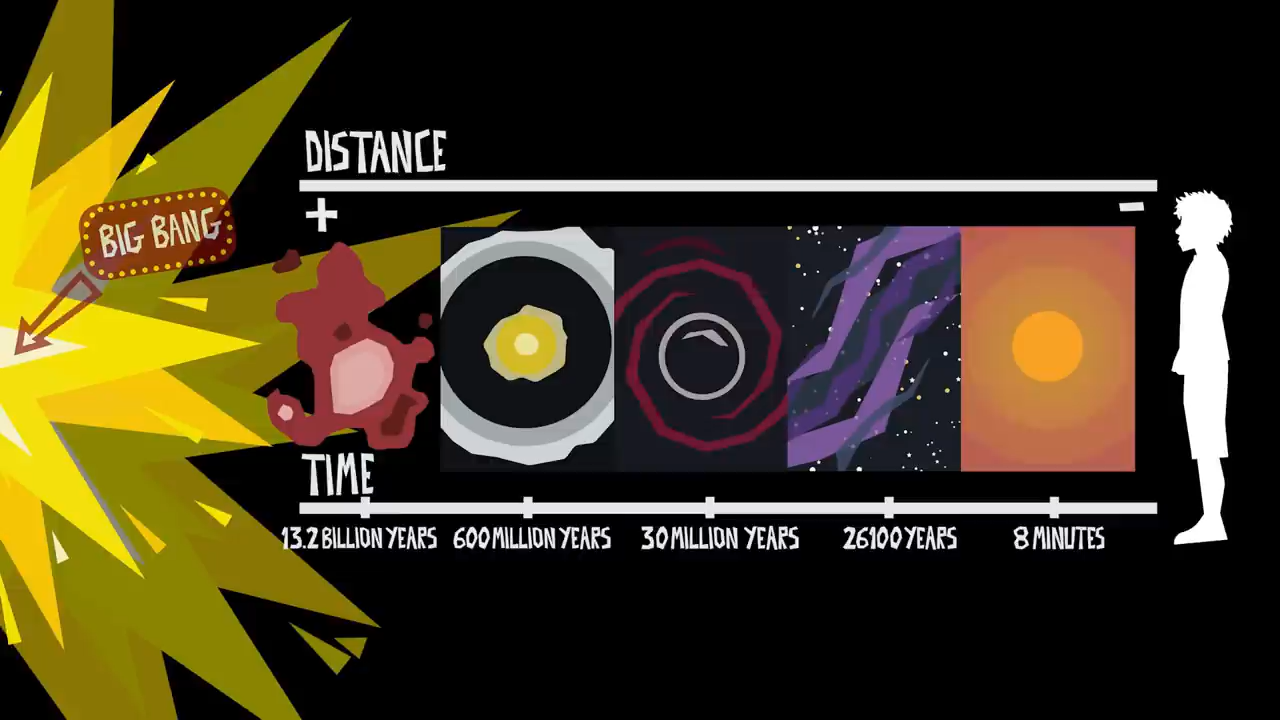 DISTANCE
BIG BANG
+ -
TIME
13.2 BILLION YEARS
600 MILLION YEARS
30 MILLION YEARS
26100 YEARS
8 MINUTES